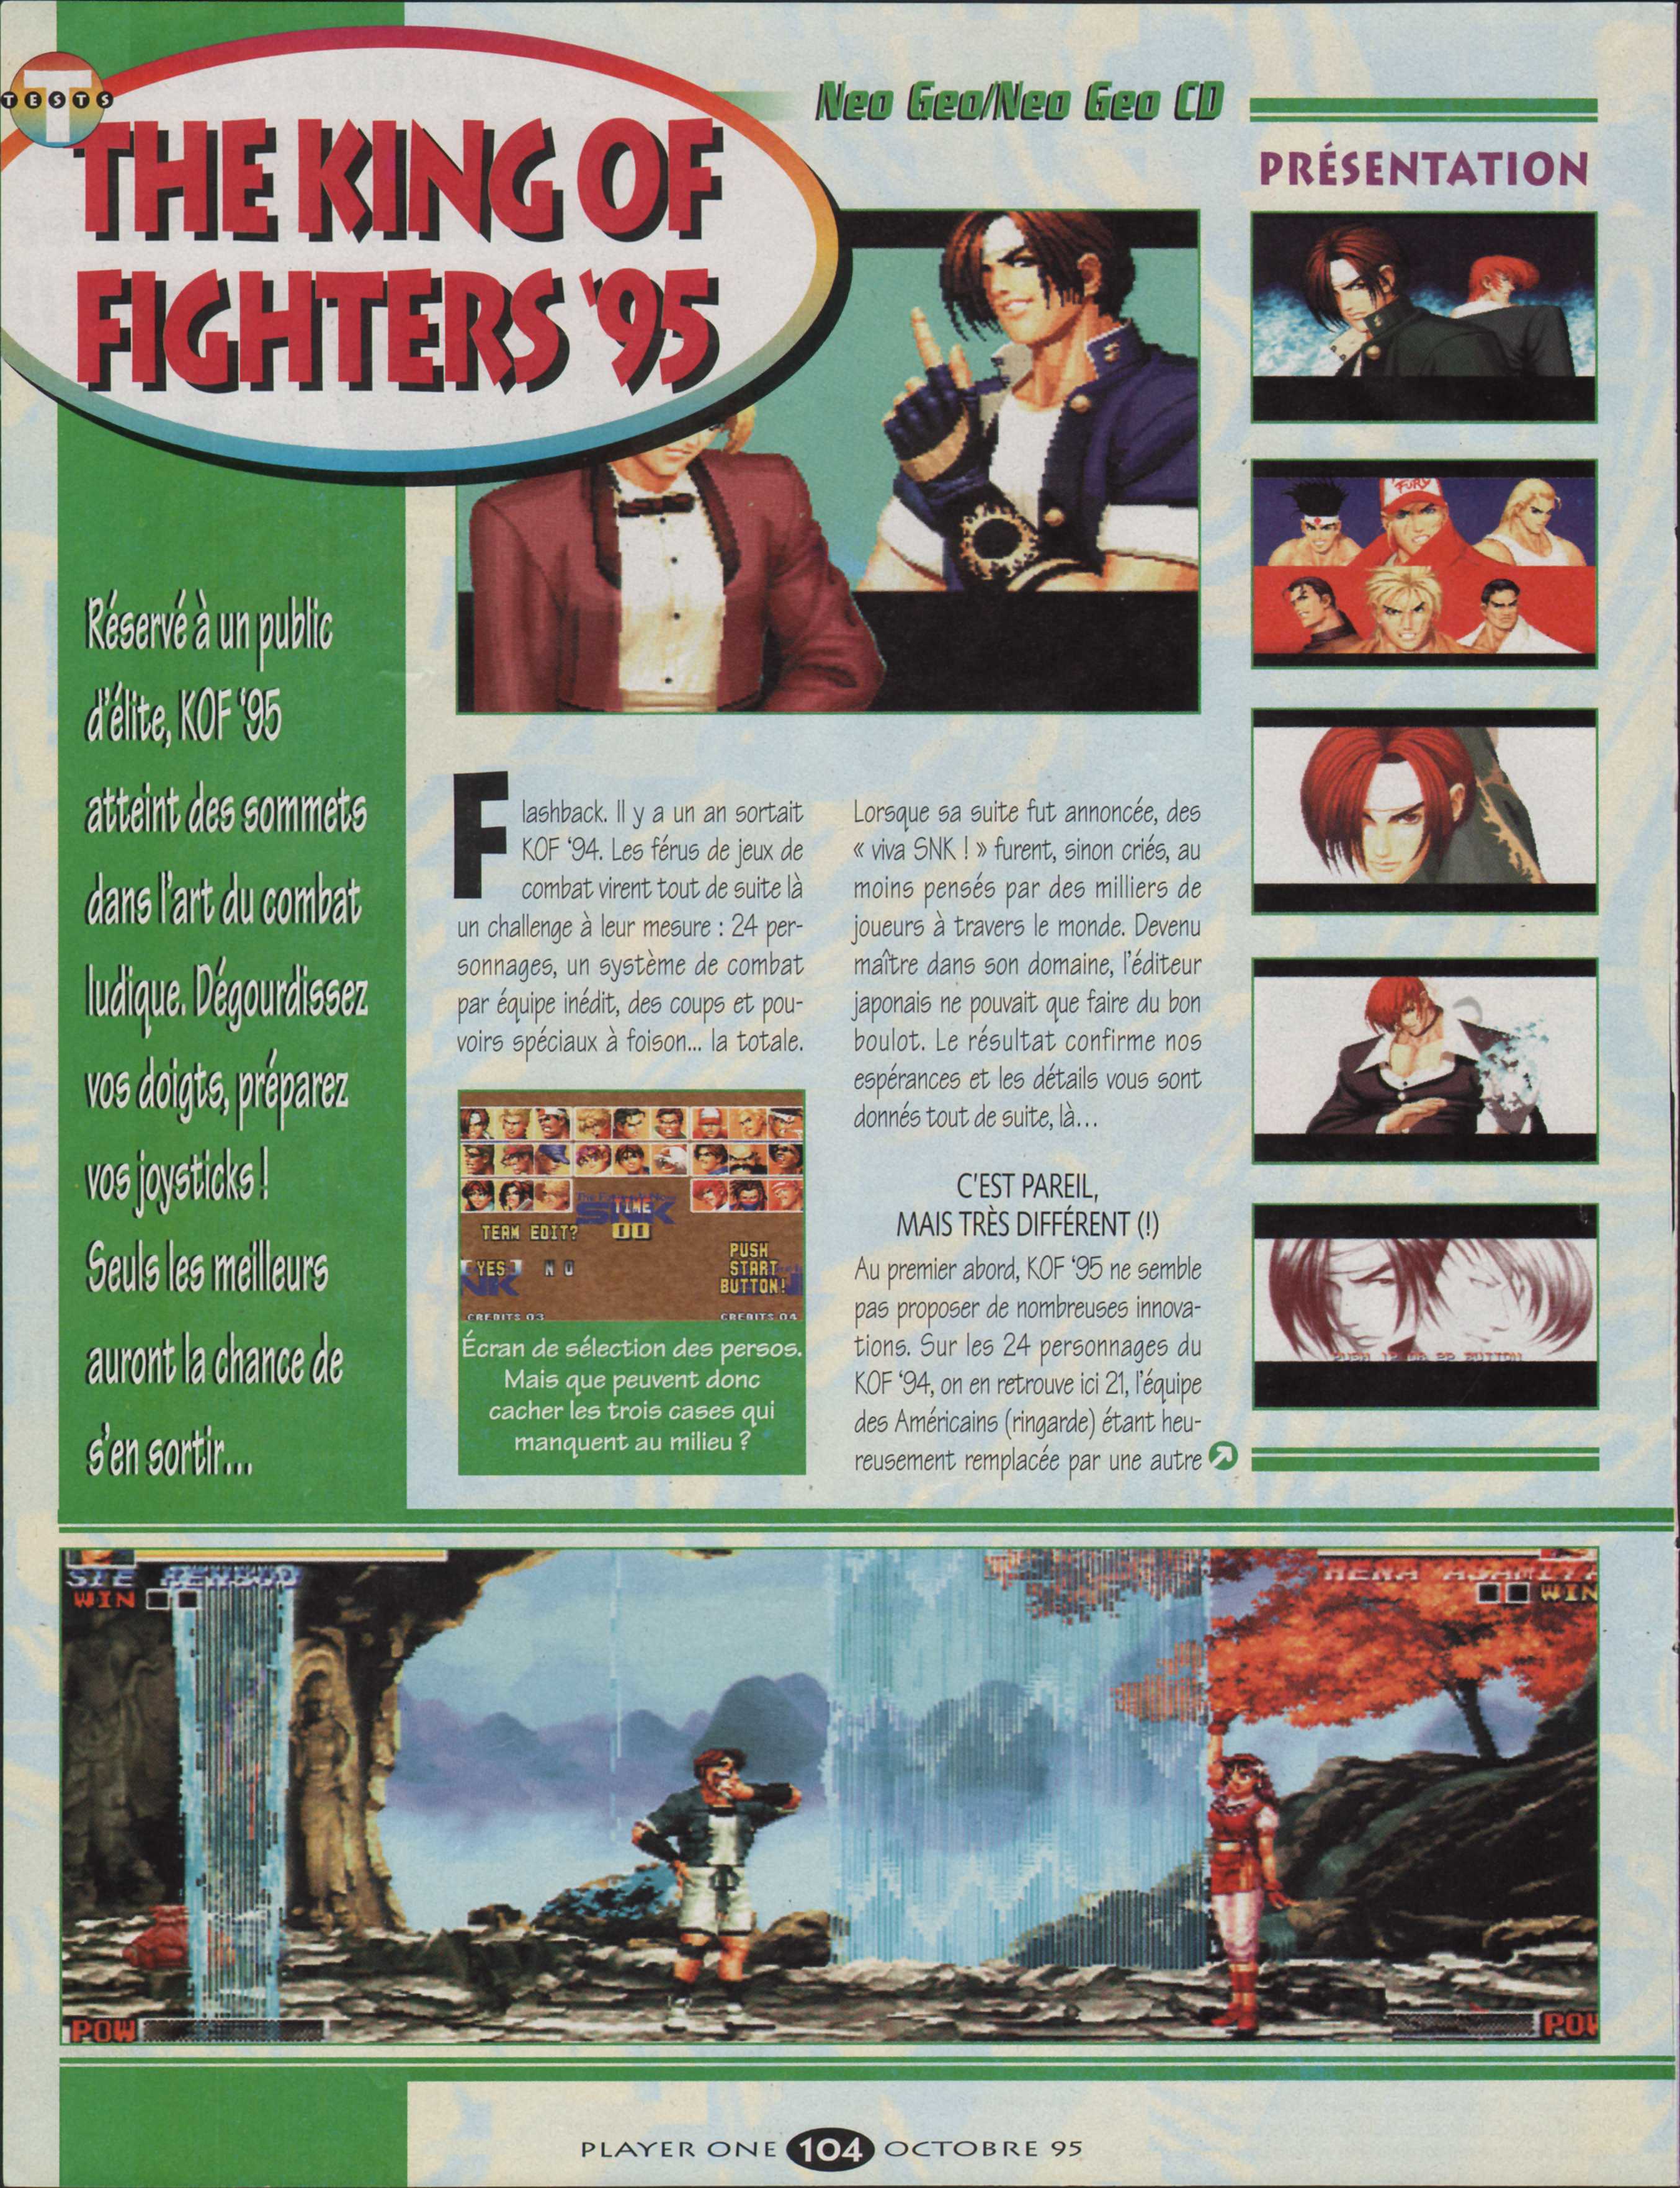 TESTS
THE KING OF
FIGHTERS '95
Neo Geo/Neo Geo CD
PRÉSENTATION
Réservé à un public
d'élite, KOF '95
atteint des sommets
dans l'art du combat
ludique. Dégourdissez
vos doigts, préparez
vos joysticks !
Seuls les meilleurs
auront la chance de
s'en sortir...
Flashback. Il y a un an sortait
KOF '94. Les férus de jeux de
combat virent tout de suite là
un challenge à leur mesure : 24 per-
sonnages, un système de combat
par équipe inédit, des coups et pou-
voirs spéciaux à foison... la totale.
TIME
00
TEAM EDIT?
YES NO
PUSH
START
BUTTON!
CREDITS 03
CREDITS 04
Écran de sélection des persos.
Mais que peuvent donc
cacher les trois cases qui
manquent au milieu ?
Lorsque sa suite fut annoncée, des
« viva SNK ! » furent, sinon criés, au
moins pensés par des milliers de
joueurs à travers le monde. Devenu
maître dans son domaine, l'éditeur
japonais ne pouvait que faire du bon
boulot. Le résultat confirme nos
espérances et les détails vous sont
donnés tout de suite, là...
C'EST PAREIL,
MAIS TRÈS DIFFÉRENT (!)
Au premier abord, KOF '95 ne semble
pas proposer de nombreuses innova-
tions. Sur les 24 personnages du
KOF '94, on en retrouve ici 21, l'équipe
des Américains (ringarde) étant heu-
reusement remplacée par une autre
FURY
WIN
WIN
POW
POW
PLAYER ONE 104 OCTOBRE 95